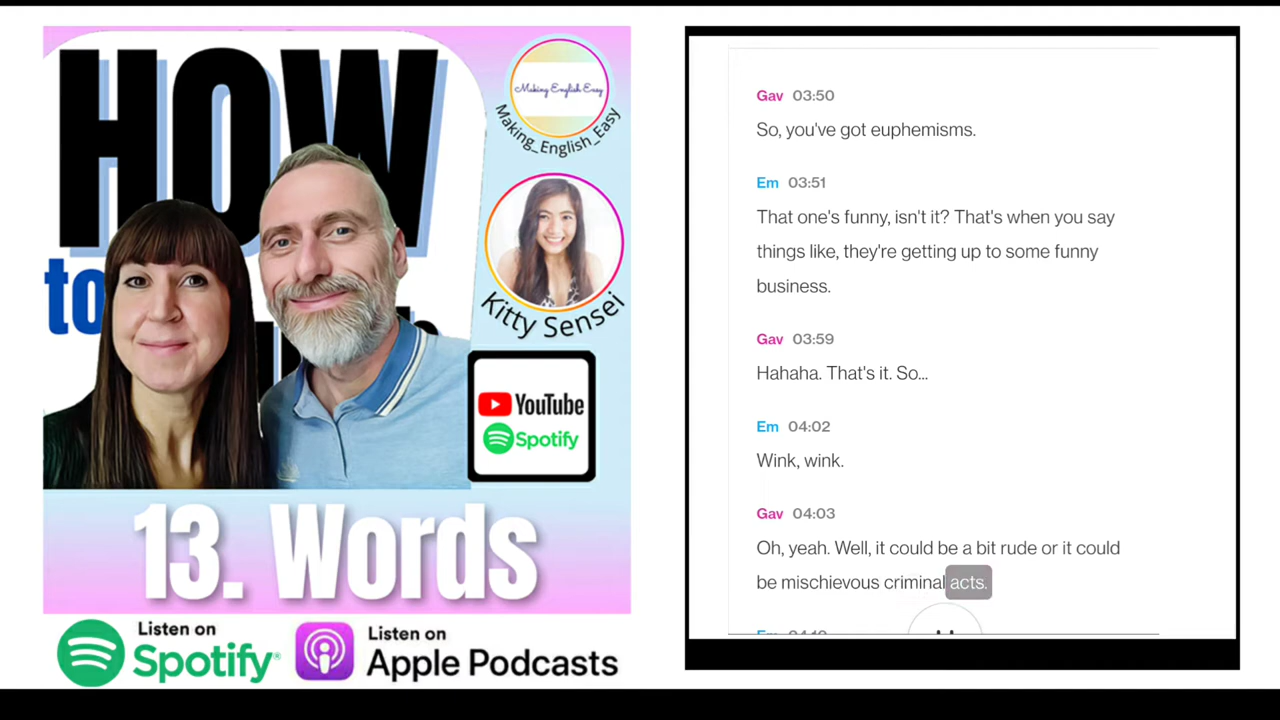 HOW
to
Making English Easy
Making_English_Easy
Kitty Sensei
YouTube
Spotify
13. Words
Listen on
Spotify
Listen on
Apple Podcasts
Gav 03:50
So, you've got euphemisms.
Em 03:51
That one's funny, isn't it? That's when you say
things like, they're getting up to some funny
business.
Gav 03:59
Hahaha. That's it. So...
Em 04:02
Wink, wink.
Gav 04:03
Oh, yeah. Well, it could be a bit rude or it could
be mischievous criminal acts.